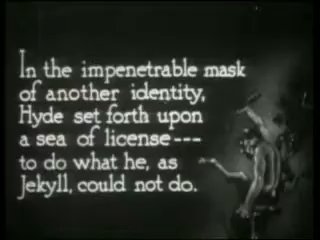 In the impenetrable mask
of another identity,
Hyde set forth upon
a sea of license---
to do what he, as
Jekyll, could not do.